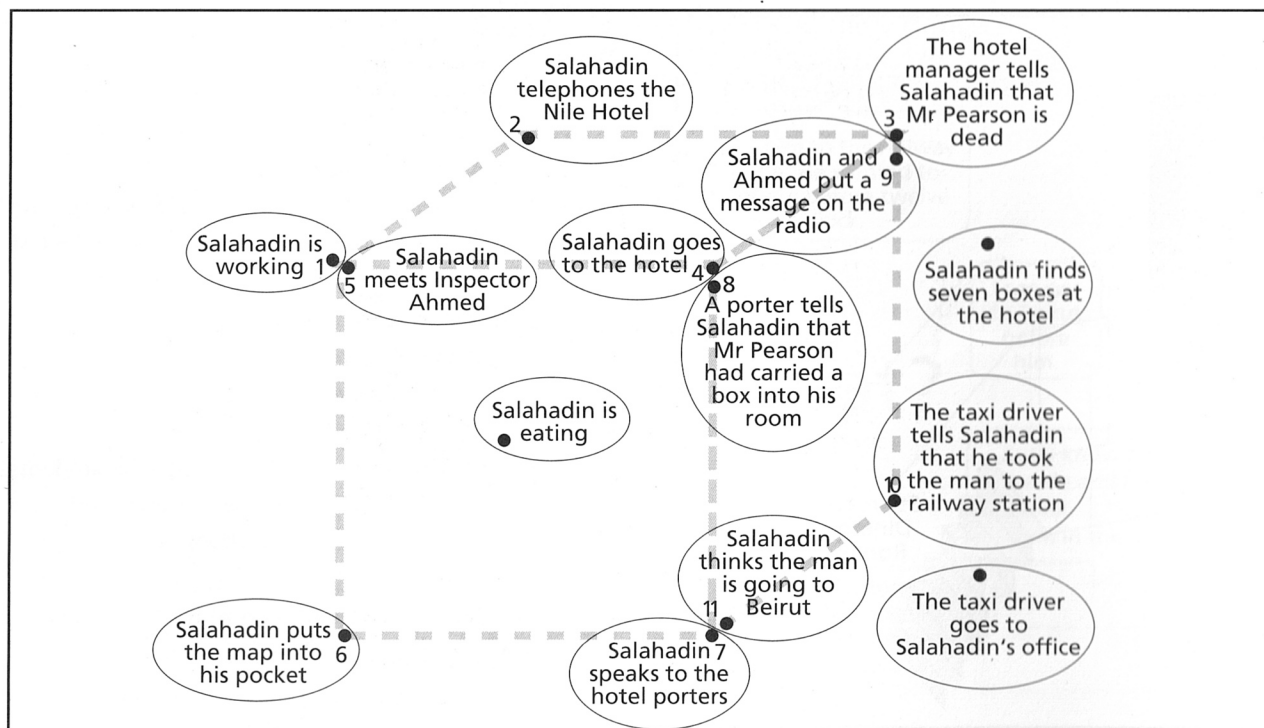 Salahadin
telephones the
Nile Hotel
2
The hotel
manager tells
Salahadin that
3 Mr Pearson is
dead
Salahadin and
Ahmed put a 9
message on the
radio
Salahadin is
working 1
Salahadin
5 meets Inspector
Ahmed
Salahadin goes
to the hotel 4
8
A porter tells
Salahadin that
Mr Pearson
had carried a
box into his
room
Salahadin finds
seven boxes at
the hotel
Salahadin is
eating
The taxi driver
tells Salahadin
that he took
10 the man to the
railway station
Salahadin
thinks the man
is going to
11 Beirut
Salahadin puts
the map into 6
his pocket
Salahadin 7
speaks to the
hotel porters
The taxi driver
goes to
Salahadin's office